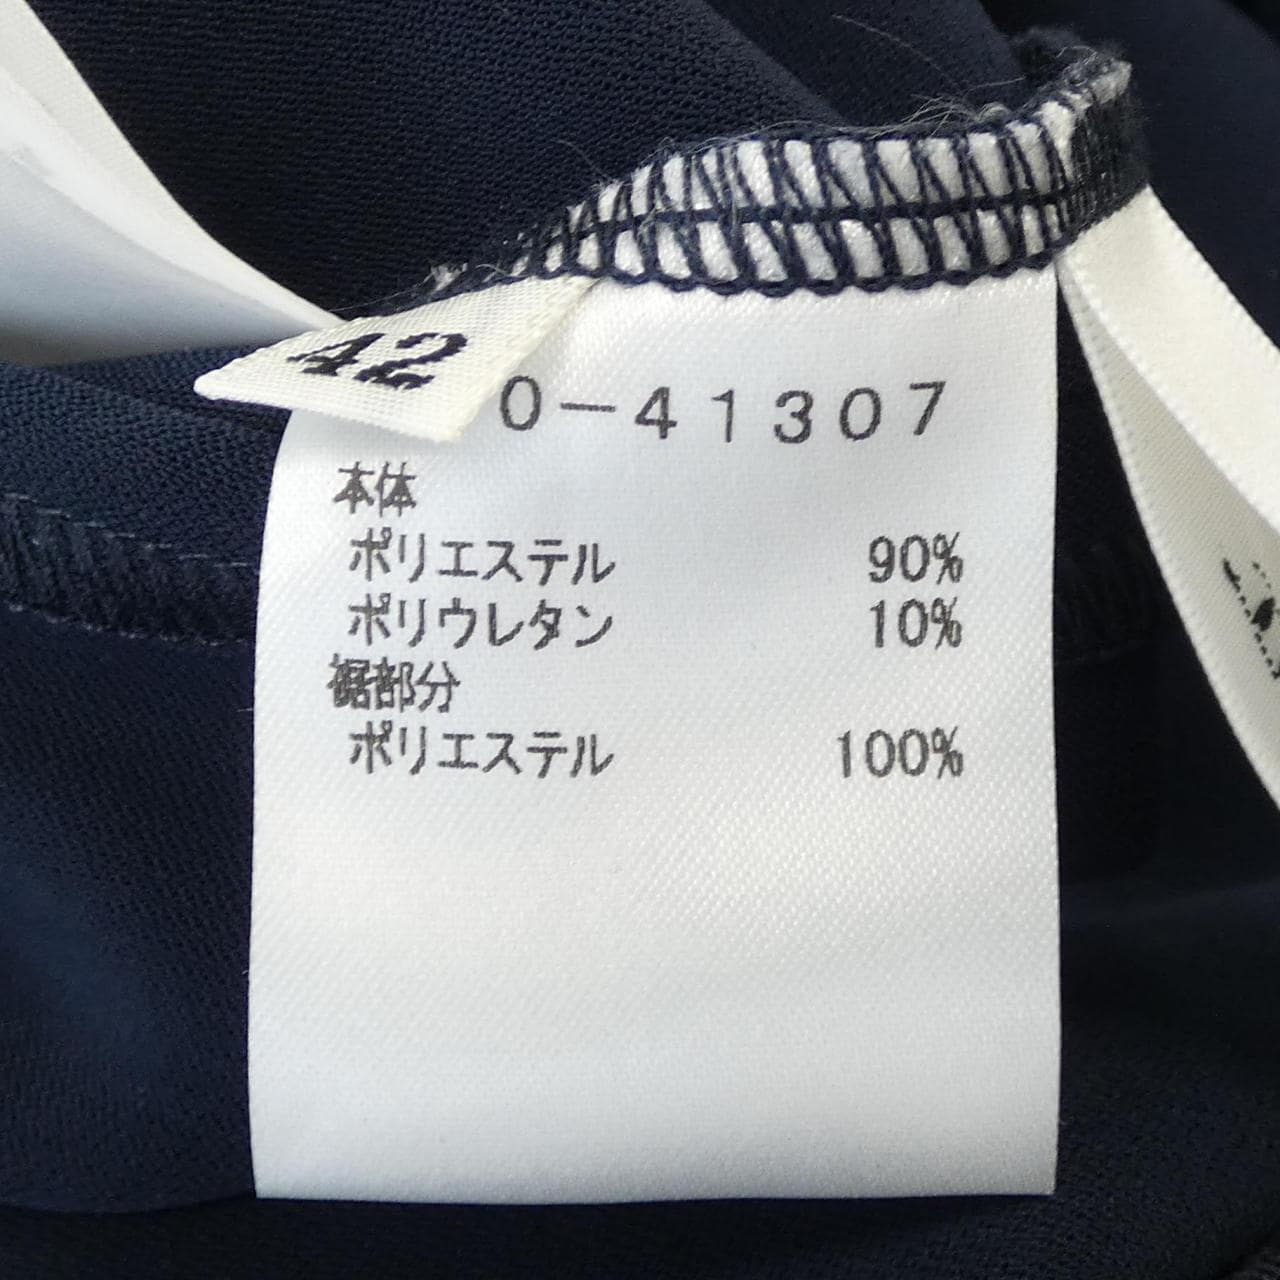 42
0-41307
本体
ポリエステル 90%
ポリウレタン 10%
裾部分
ポリエステル 100%